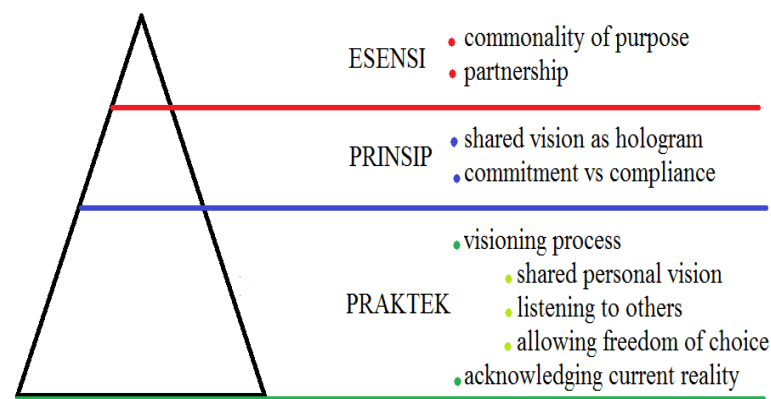 ESENSI
commonality of purpose
partnership
PRINSIP
shared vision as hologram
commitment vs compliance
PRAKTEK
visioning process
shared personal vision
listening to others
allowing freedom of choice
acknowledging current reality